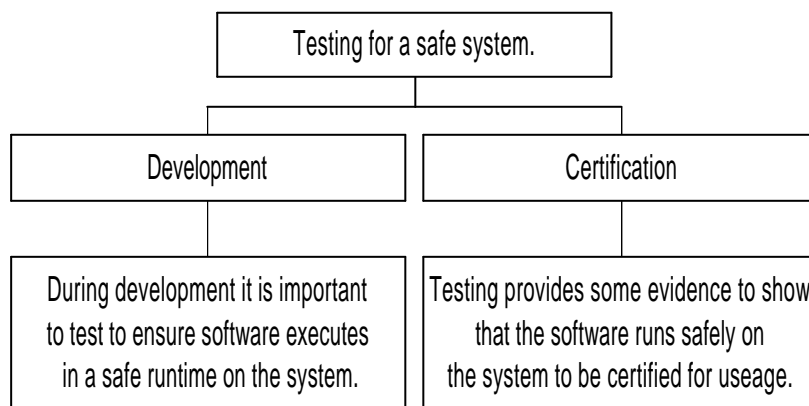 Testing for a safe system.
Development
Certification
During development it is important
to test to ensure software executes
in a safe runtime on the system.
Testing provides some evidence to show
that the software runs safely on
the system to be certified for useage.